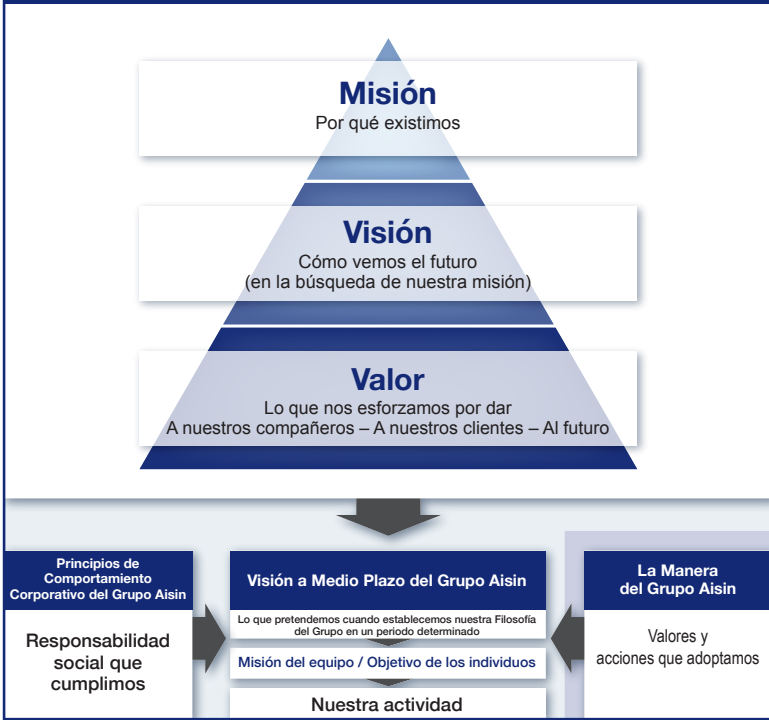 Misión
Por qué existimos
Visión
Cómo vemos el futuro
(en la búsqueda de nuestra misión)
Valor
Lo que nos esforzamos por dar
A nuestros compañeros – A nuestros clientes – Al futuro
Principios de
Comportamiento
Corporativo del Grupo Aisin
Responsabilidad
social que
cumplimos
Visión a Medio Plazo del Grupo Aisin
Lo que pretendemos cuando establecemos nuestra Filosofía
del Grupo en un periodo determinado
Misión del equipo / Objetivo de los individuos
Nuestra actividad
La Manera
del Grupo Aisin
Valores y
acciones que adoptamos